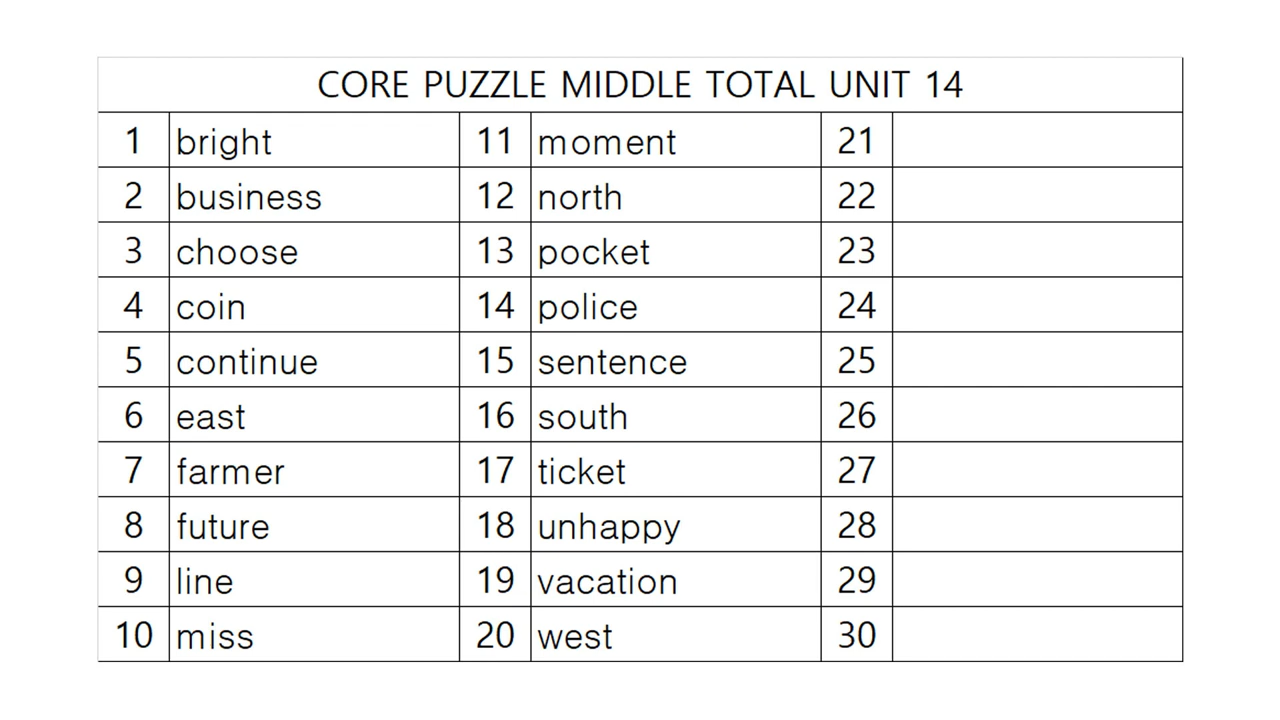 CORE PUZZLE MIDDLE TOTAL UNIT 14
1 bright 11 moment 21
2 business 12 north 22
3 choose 13 pocket 23
4 coin 14 police 24
5 continue 15 sentence 25
6 east 16 south 26
7 farmer 17 ticket 27
8 future 18 unhappy 28
9 line 19 vacation 29
10 miss 20 west 30